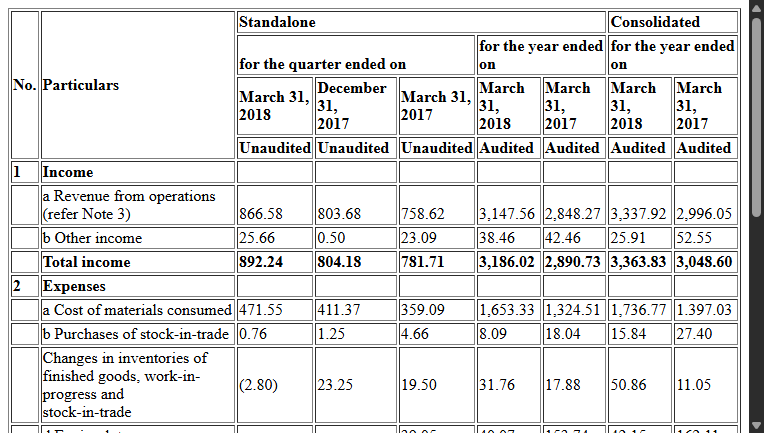 Standalone Consolidated
for the quarter ended on for the year ended on for the year ended on
No. Particulars March 31, 2018 December 31, 2017 March 31, 2017 March 31, 2018 March 31, 2017 March 31, 2018 March 31, 2017
Unaudited Unaudited Unaudited Audited Audited Audited Audited
1 Income
a Revenue from operations
(refer Note 3) 866.58 803.68 758.62 3,147.56 2,848.27 3,337.92 2,996.05
b Other income 25.66 0.50 23.09 38.46 42.46 25.91 52.55
Total income 892.24 804.18 781.71 3,186.02 2,890.73 3,363.83 3,048.60
2 Expenses
a Cost of materials consumed 471.55 411.37 359.09 1,653.33 1,324.51 1,736.77 1.397.03
b Purchases of stock-in-trade 0.76 1.25 4.66 8.09 18.04 15.84 27.40
Changes in inventories of
finished goods, work-in-
progress and
stock-in-trade (2.80) 23.25 19.50 31.76 17.88 50.86 11.05